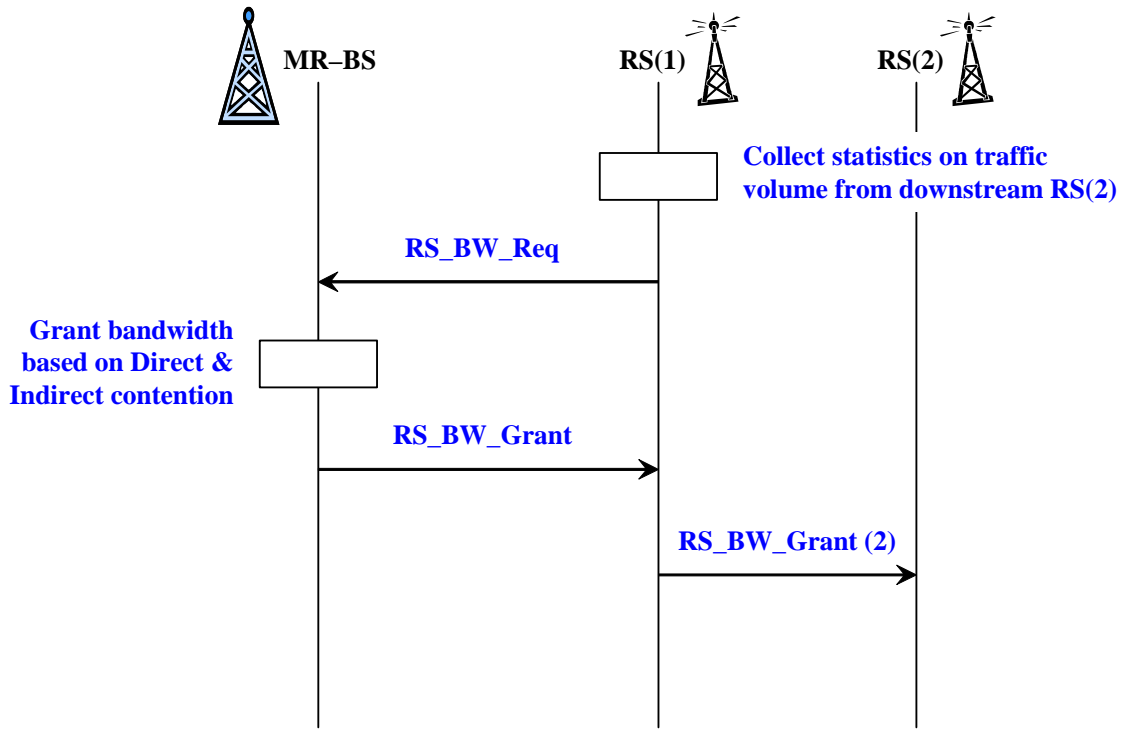 MR–BS
RS(1)
RS(2)
Collect statistics on traffic
volume from downstream RS(2)
RS_BW_Req
Grant bandwidth
based on Direct &
Indirect contention
RS_BW_Grant
RS_BW_Grant (2)